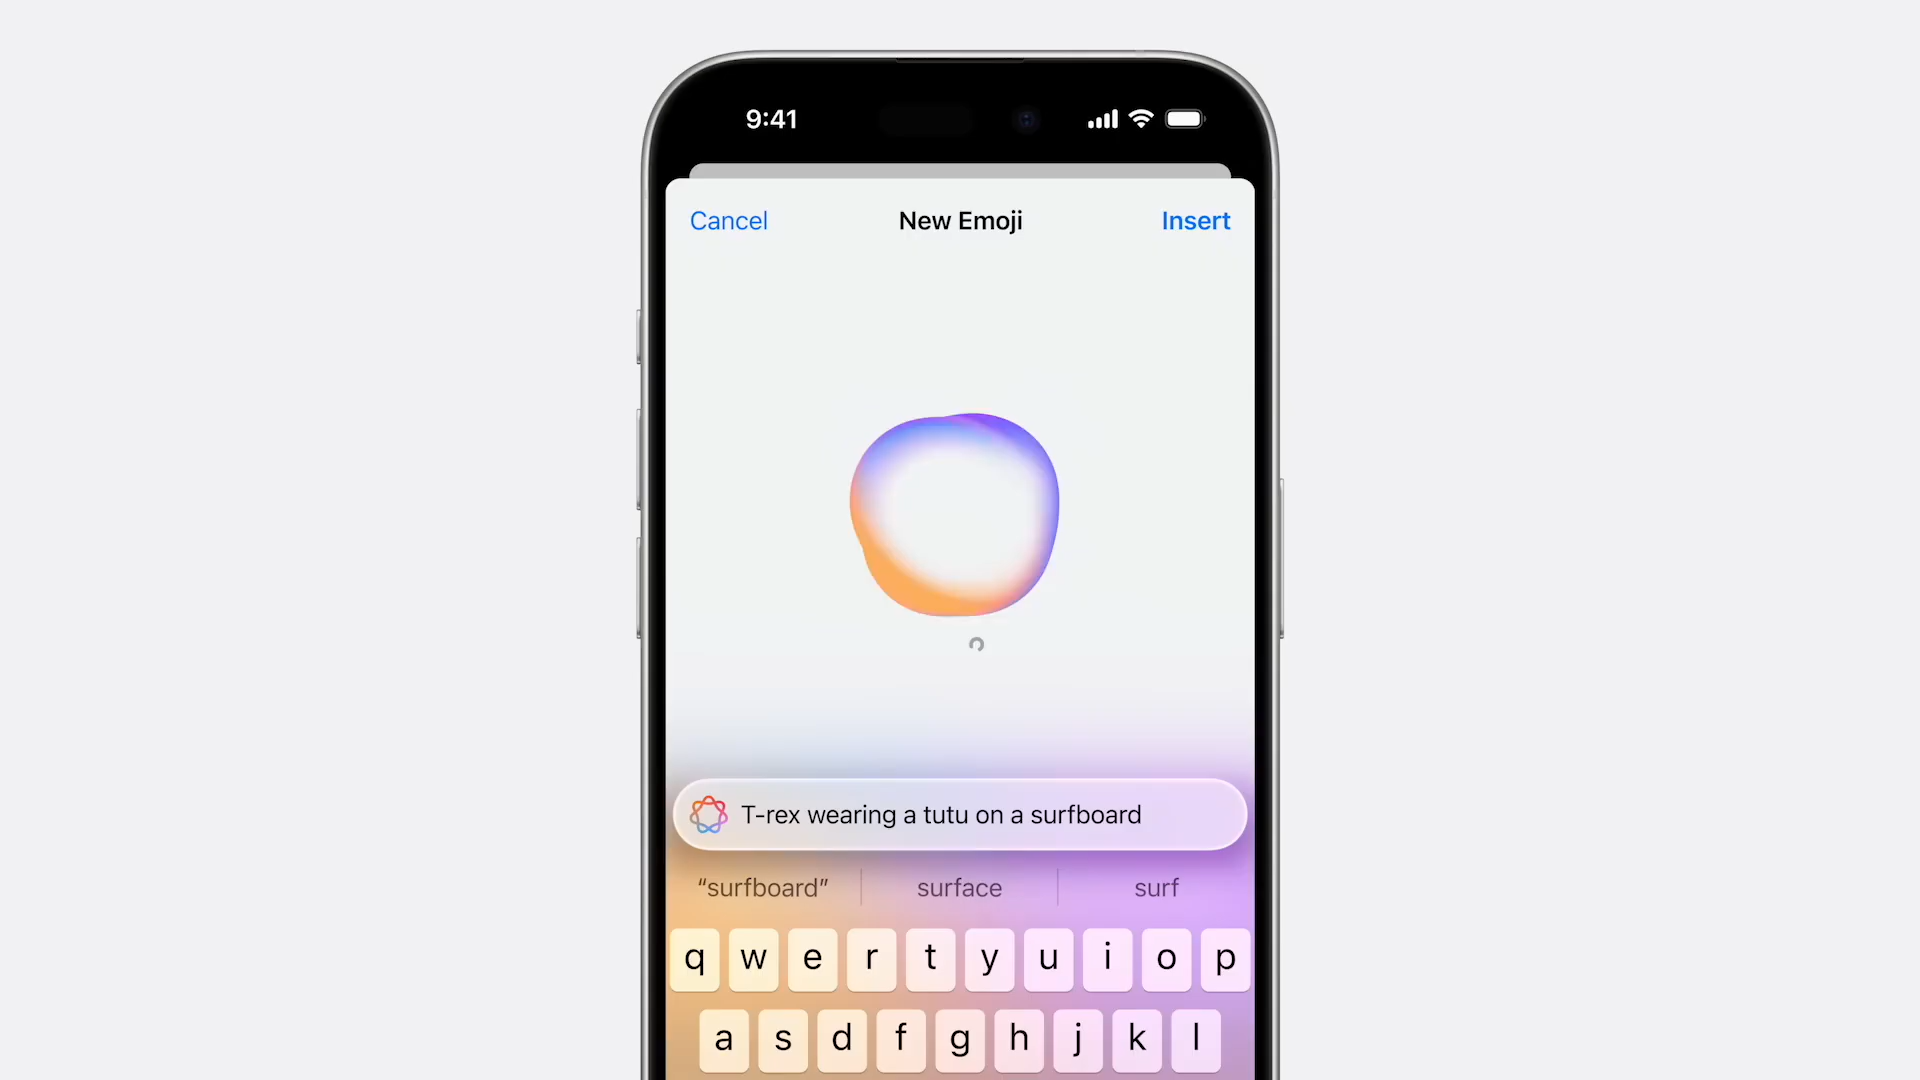 9:41
Cancel New Emoji Insert
T-rex wearing a tutu on a surfboard
“surfboard” surface surf
q w e r t y u i o p
a s d f g h j k l